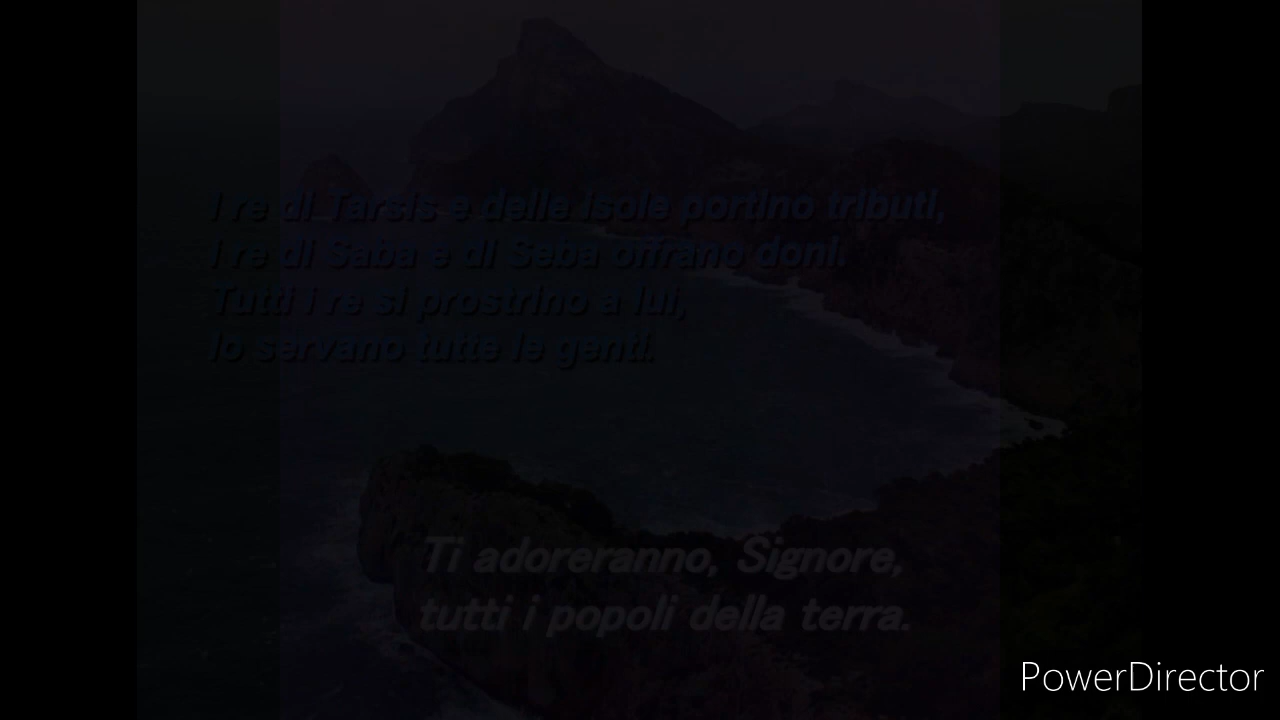 I re di Tarsis e delle isole portino tributi,
i re di Saba e di Seba offrano doni.
Tutti i re si prostrino a lui,
lo servano tutte le genti.
Ti adoreranno, Signore,
tutti i popoli della terra.
PowerDirector